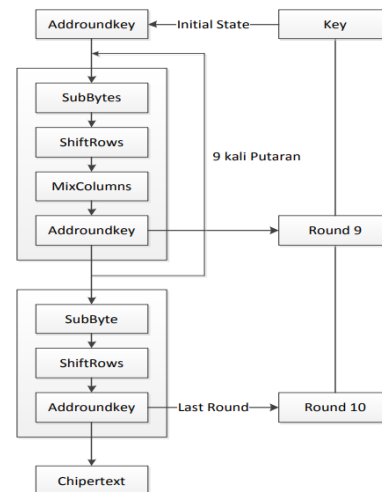 Addroundkey
Initial State
Key
SubBytes
ShiftRows
9 kali Putaran
MixColumns
Addroundkey
Round 9
SubByte
ShiftRows
Addroundkey
Last Round
Round 10
Chipertext